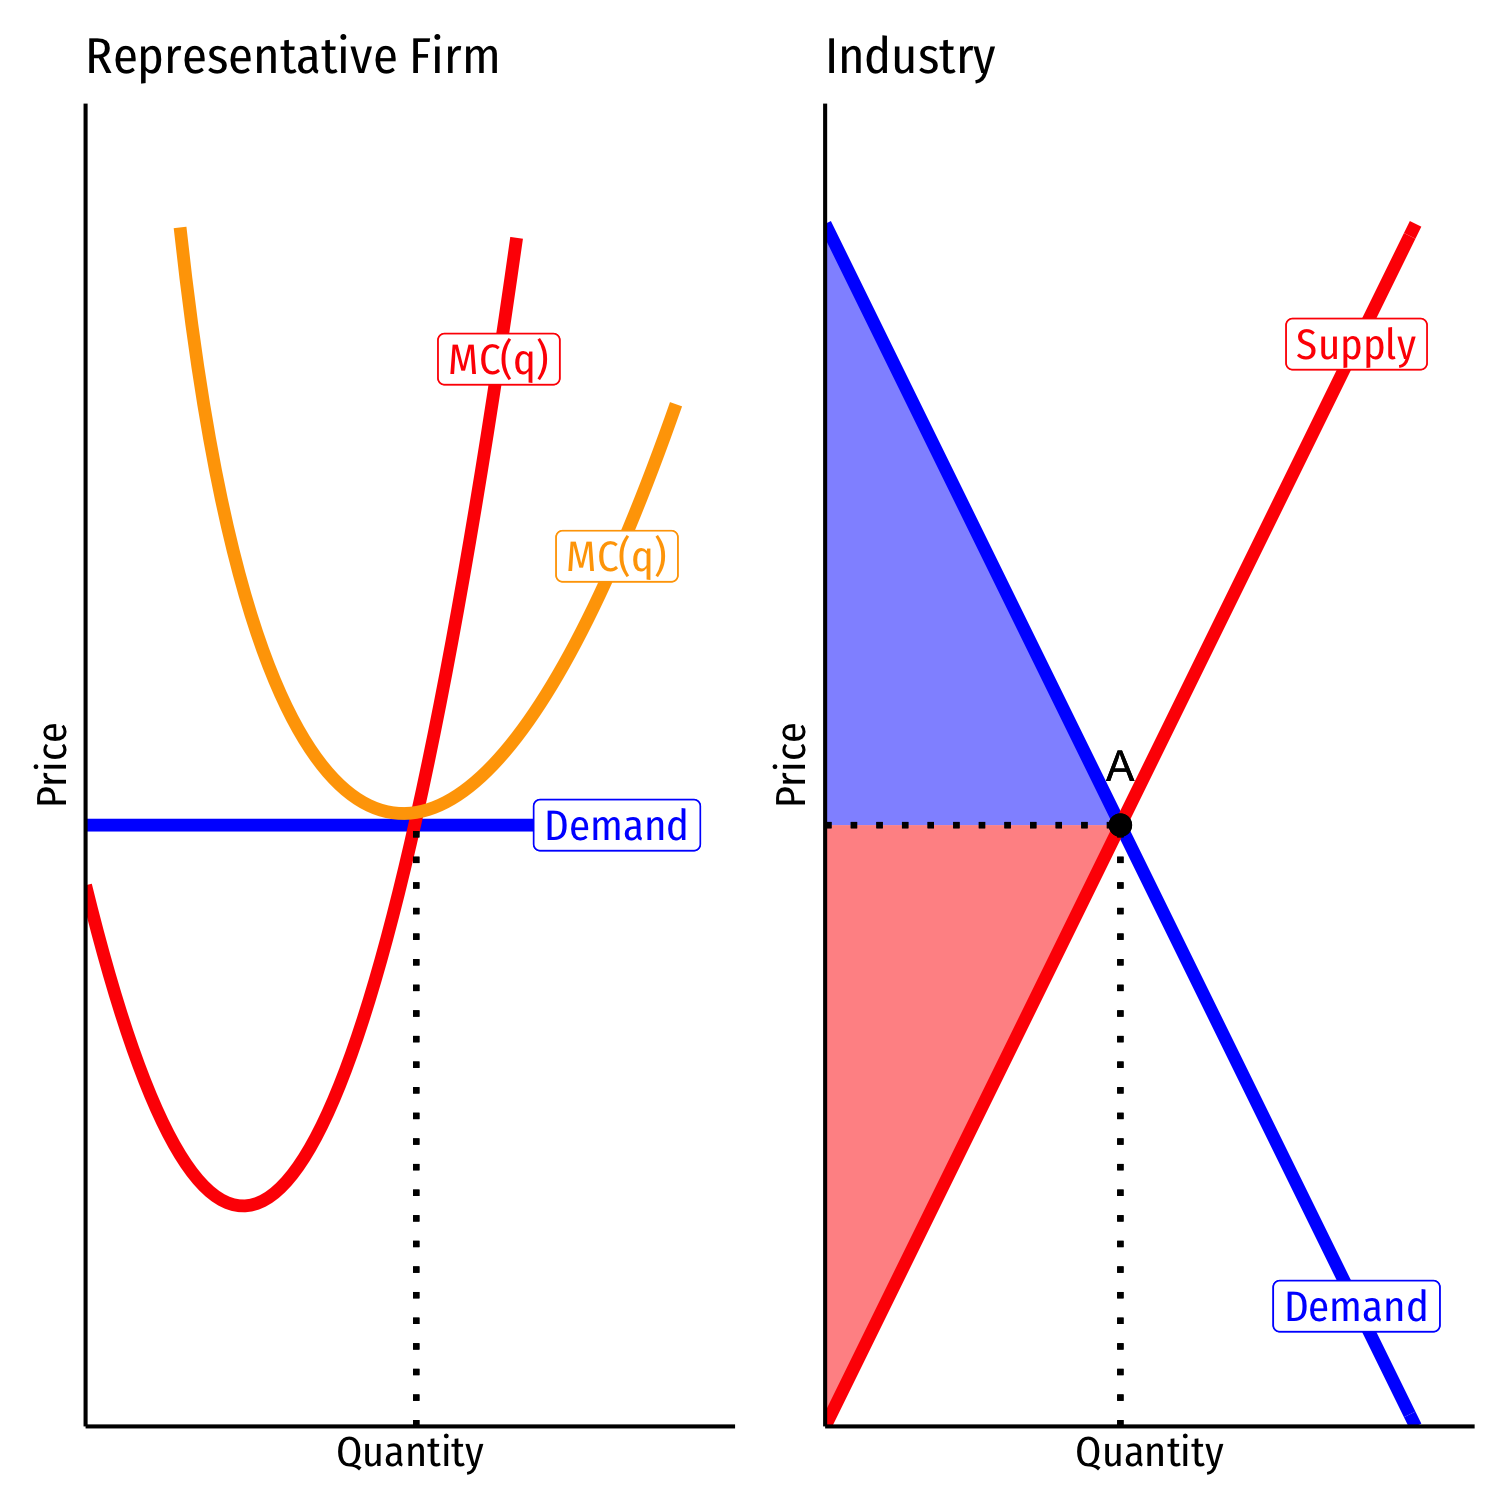 Representative Firm
Price
MC(q)
MC(q)
Demand
Quantity
Industry
Price
Supply
A
Demand
Quantity